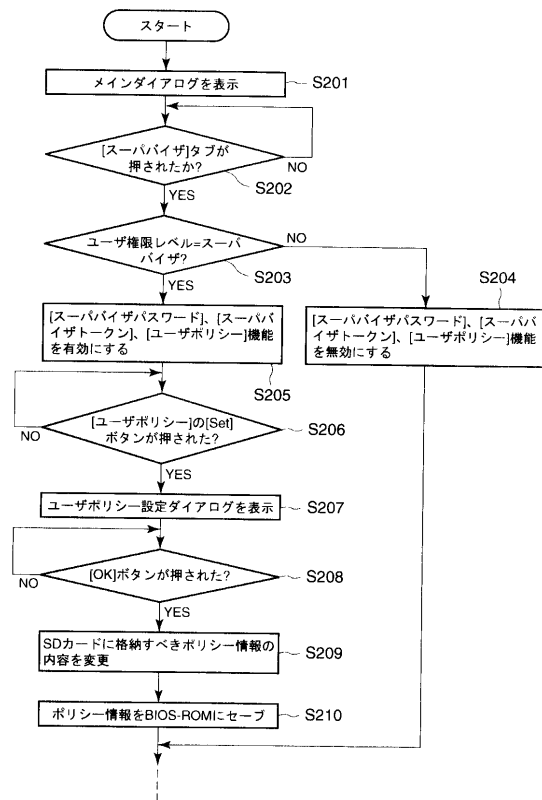 スタート
メインダイアログを表示
S201
[スーパバイザ]タブが
押されたか?
NO
S202
YES
ユーザ権限レベル=スーパ
バイザ?
NO
S203
YES
S204
[スーパバイザパスワード]、[スーパ
バイザトークン]、[ユーザポリシー]機能
を有効にする
[スーパバイザパスワード]、[スーパ
バイザトークン]、[ユーザポリシー]機能
を無効にする
S205
[ユーザポリシー]の[Set]
ボタンが押された?
NO
S206
YES
ユーザポリシー設定ダイアログを表示
S207
[OK]ボタンが押された?
NO
S208
YES
SDカードに格納すべきポリシー情報の
内容を変更
S209
ポリシー情報をBIOS-ROMにセーブ
S210